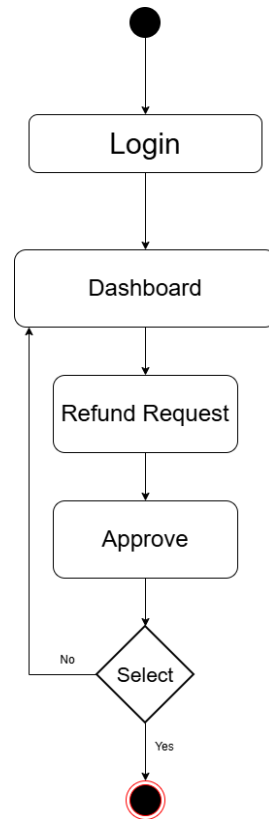 Login
Dashboard
Refund Request
Approve
Select
No
Yes